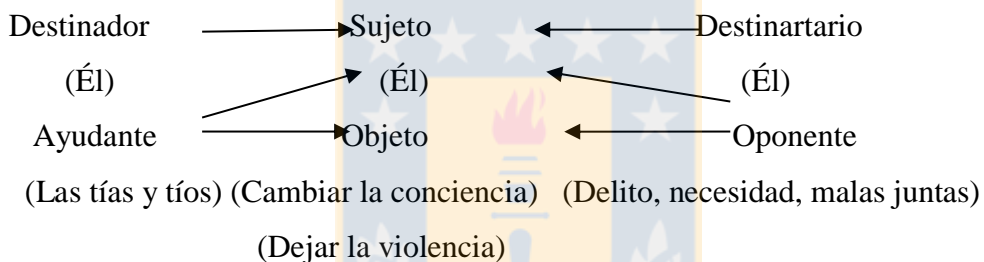 Destinador Sujeto Destinartario
(Él) (Él) (Él)
Ayudante Objeto Oponente
(Las tías y tíos) (Cambiar la conciencia) (Delito, necesidad, malas juntas)
(Dejar la violencia)